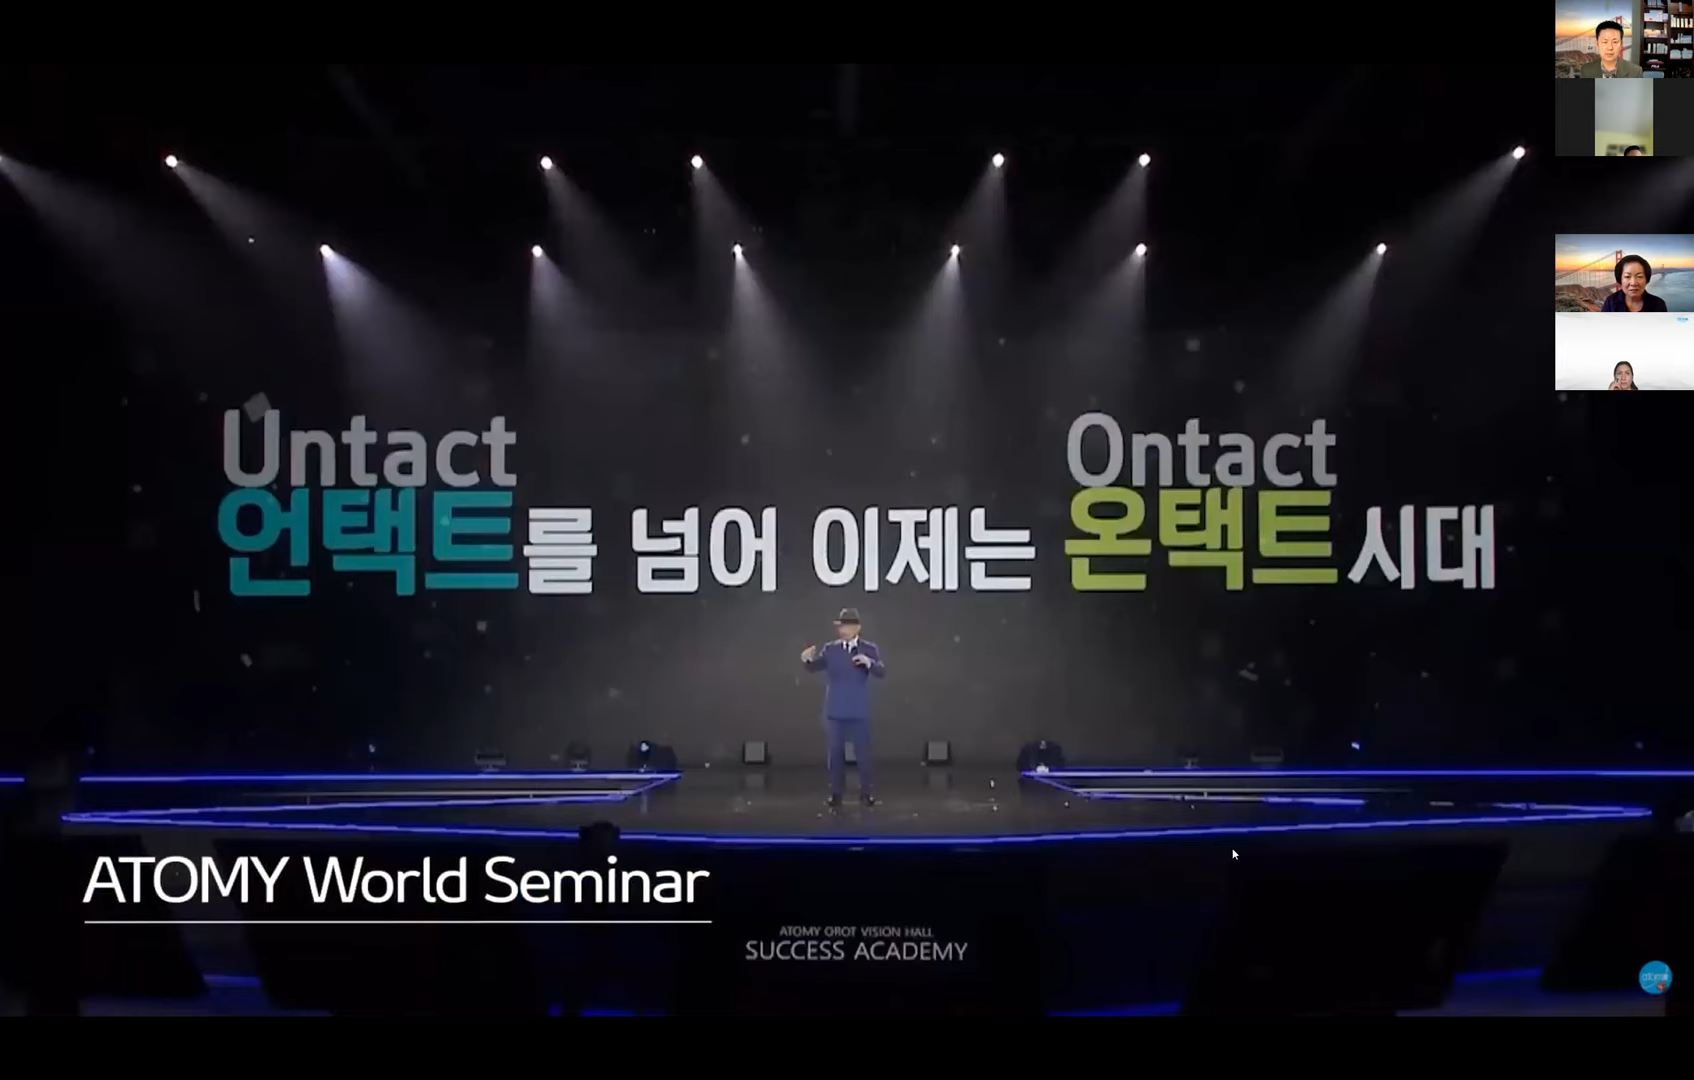 Untact
Ontact
언택트를 넘어 이제는 온택트시대
ATOMY World Seminar
ATOMY OROT VISION HALL
SUCCESS ACADEMY